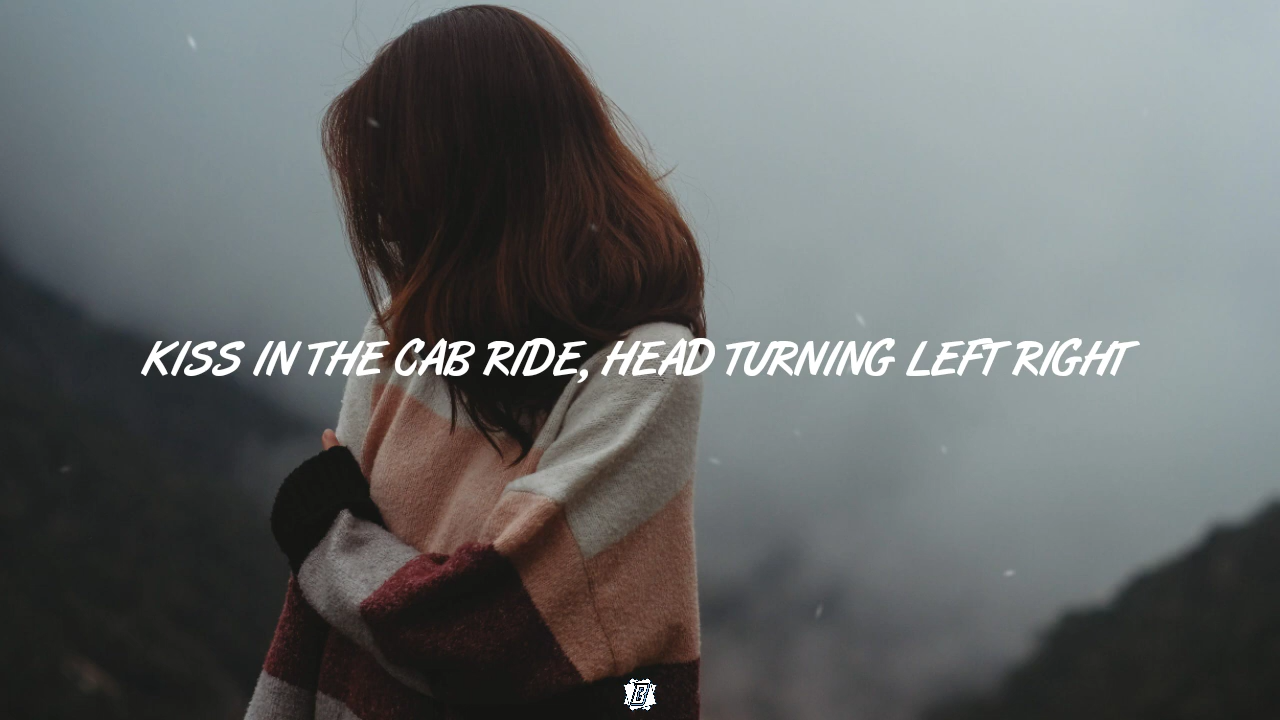 KISS IN THE CAB RIDE, HEAD TURNING LEFT RIGHT